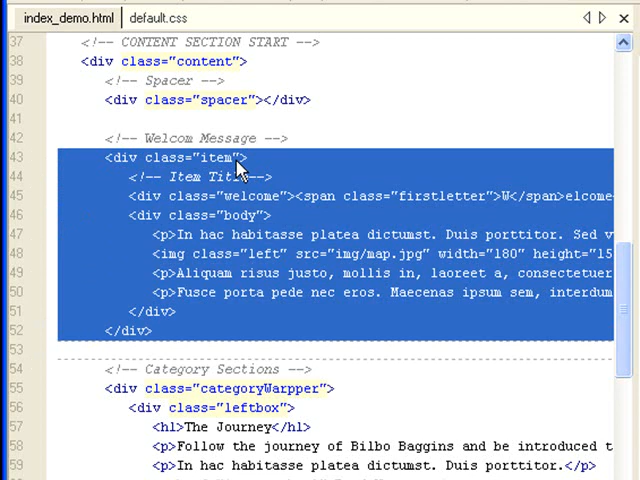 index_demo.html default.css
37 <!-- CONTENT SECTION START -->
38 <div class="content">
39 <!-- Spacer -->
40 <div class="spacer"></div>
41
42 <!-- Welcom Message -->
43 <div class="item">
44 <!-- Item Title-->
45 <div class="welcome"><span class="firstletter">W</span>elcome
46 <div class="body">
47 <p>In hac habitasse platea dictumst. Duis porttitor. Sed v
48 <img class="left" src="img/map.jpg" width="180" height="15
49 <p>Aliquam risus justo, mollis in, laoreet a, consectetuer
50 <p>Fusce porta pede nec eros. Maecenas ipsum sem, interdum
51 </div>
52 </div>
53
54 <!-- Category Sections -->
55 <div class="categoryWarpper">
56 <div class="leftbox">
57 <h1>The Journey</h1>
58 <p>Follow the journey of Bilbo Baggins and be introduced t
59 <p>In hac habitasse platea dictumst. Duis porttitor.</p>